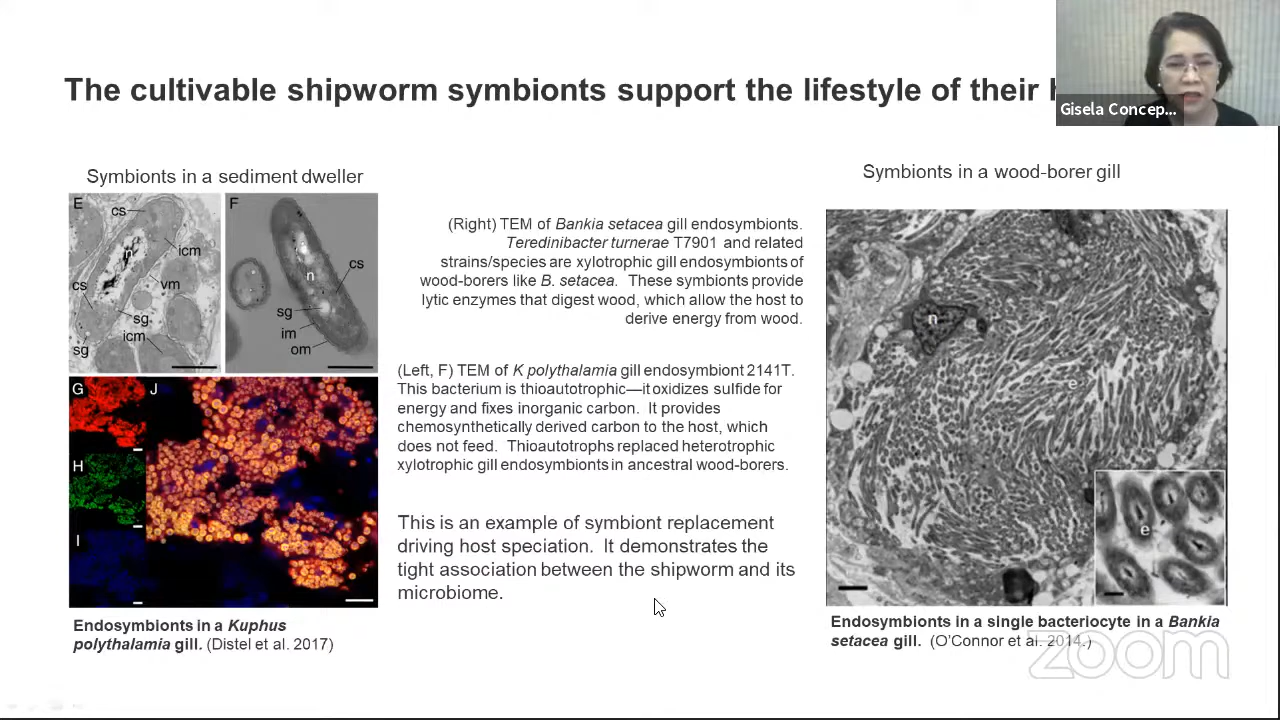 The cultivable shipworm symbionts support the lifestyle of their
Gisela Concep...
Symbionts in a sediment dweller
E
cs
n
icm
cs
vm
sg
icm
sg
F
cs
n
sg
im
om
G
J
H
I
Endosymbionts in a Kuphus
polythalamia gill. (Distel et al. 2017)
(Right) TEM of Bankia setacea gill endosymbionts.
Teredinibacter turnerae T7901 and related
strains/species are xylotrophic gill endosymbionts of
wood-borers like B. setacea. These symbionts provide
lytic enzymes that digest wood, which allow the host to
derive energy from wood.
(Left, F) TEM of K polythalamia gill endosymbiont 2141T.
This bacterium is thioautotrophic—it oxidizes sulfide for
energy and fixes inorganic carbon. It provides
chemosynthetically derived carbon to the host, which
does not feed. Thioautotrophs replaced heterotrophic
xylotrophic gill endosymbionts in ancestral wood-borers.
This is an example of symbiont replacement
driving host speciation. It demonstrates the
tight association between the shipworm and its
microbiome.
Symbionts in a wood-borer gill
n
e
e
Endosymbionts in a single bacteriocyte in a Bankia
setacea gill. (O'Connor et al. 2014.)
zoom